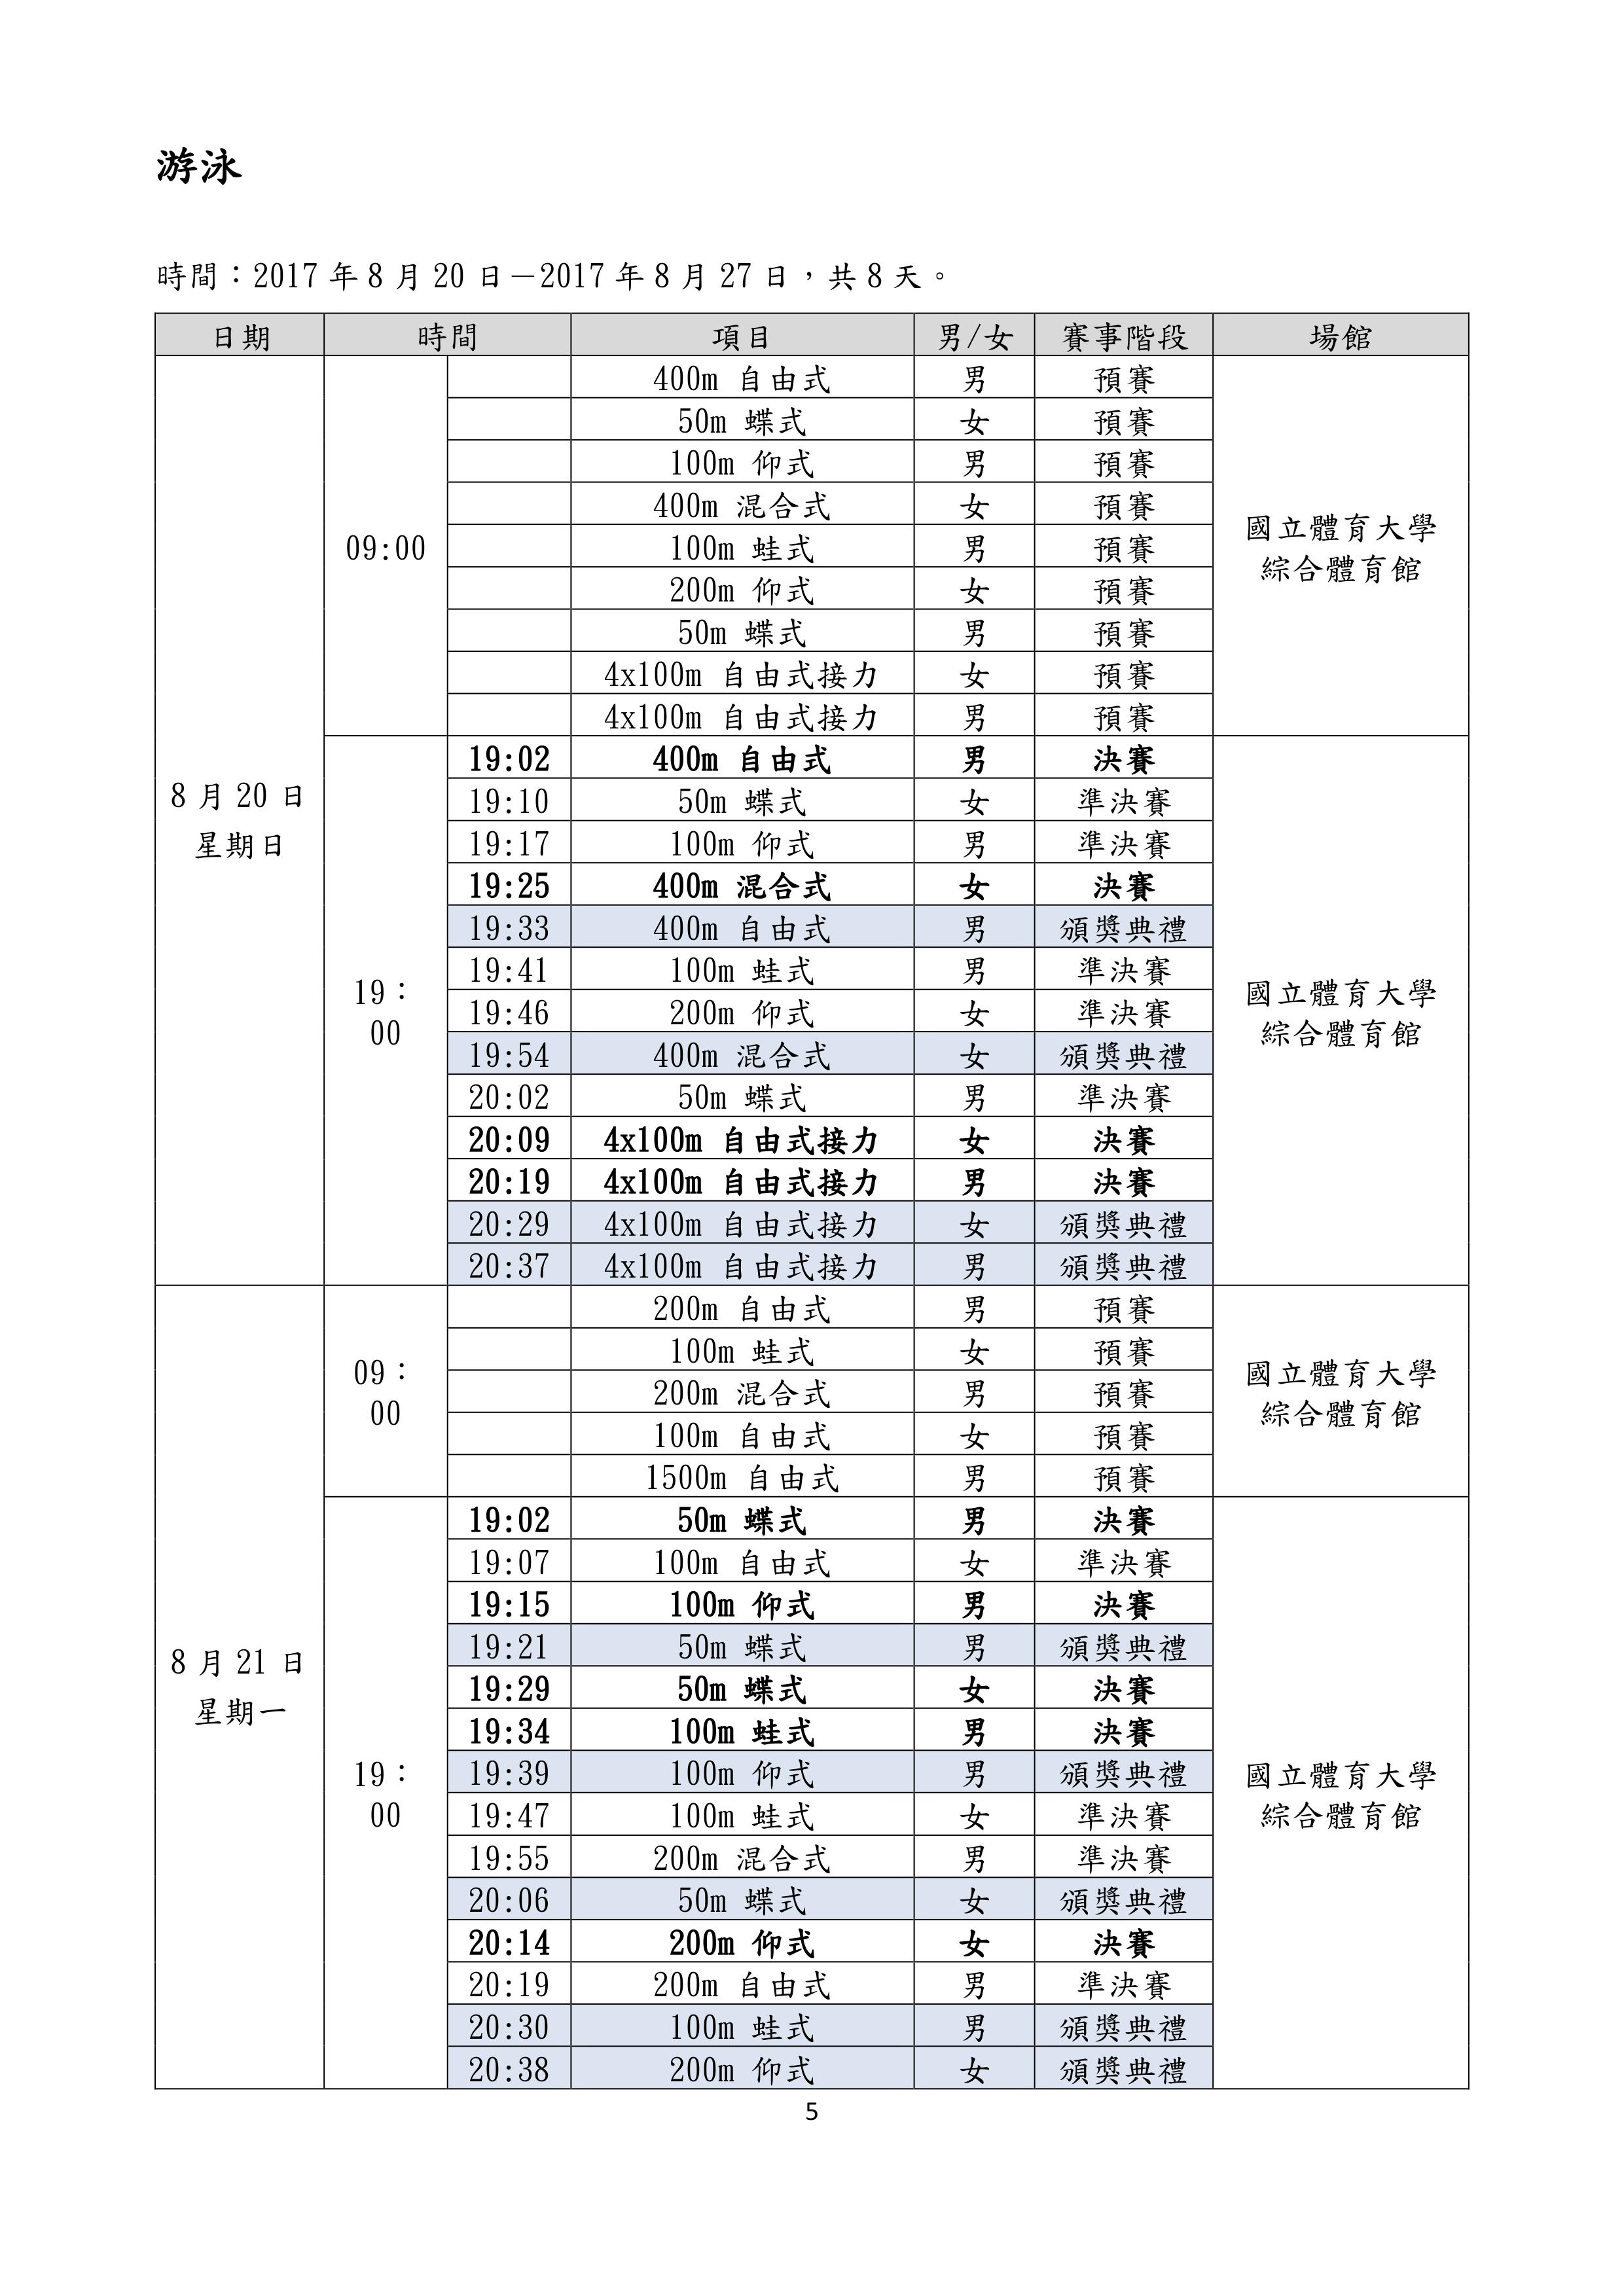 游泳
時間：2017 年 8 月 20 日－2017 年 8 月 27 日，共 8 天。
日期 時間 項目 男/女 賽事階段 場館
8 月 20 日
星期日
09:00
400m 自由式 男 預賽
50m 蝶式 女 預賽
100m 仰式 男 預賽
400m 混合式 女 預賽
100m 蛙式 男 預賽
200m 仰式 女 預賽
50m 蝶式 男 預賽
4x100m 自由式接力 女 預賽
4x100m 自由式接力 男 預賽
國立體育大學
綜合體育館
19：
00
19:02 400m 自由式 男 決賽
19:10 50m 蝶式 女 準決賽
19:17 100m 仰式 男 準決賽
19:25 400m 混合式 女 決賽
19:33 400m 自由式 男 頒獎典禮
19:41 100m 蛙式 男 準決賽
19:46 200m 仰式 女 準決賽
19:54 400m 混合式 女 頒獎典禮
20:02 50m 蝶式 男 準決賽
20:09 4x100m 自由式接力 女 決賽
20:19 4x100m 自由式接力 男 決賽
20:29 4x100m 自由式接力 女 頒獎典禮
20:37 4x100m 自由式接力 男 頒獎典禮
國立體育大學
綜合體育館
8 月 21 日
星期一
09：
00
200m 自由式 男 預賽
100m 蛙式 女 預賽
200m 混合式 男 預賽
100m 自由式 女 預賽
1500m 自由式 男 預賽
國立體育大學
綜合體育館
19：
00
19:02 50m 蝶式 男 決賽
19:07 100m 自由式 女 準決賽
19:15 100m 仰式 男 決賽
19:21 50m 蝶式 男 頒獎典禮
19:29 50m 蝶式 女 決賽
19:34 100m 蛙式 男 決賽
19:39 100m 仰式 男 頒獎典禮
19:47 100m 蛙式 女 準決賽
19:55 200m 混合式 男 準決賽
20:06 50m 蝶式 女 頒獎典禮
20:14 200m 仰式 女 決賽
20:19 200m 自由式 男 準決賽
20:30 100m 蛙式 男 頒獎典禮
20:38 200m 仰式 女 頒獎典禮
國立體育大學
綜合體育館
5